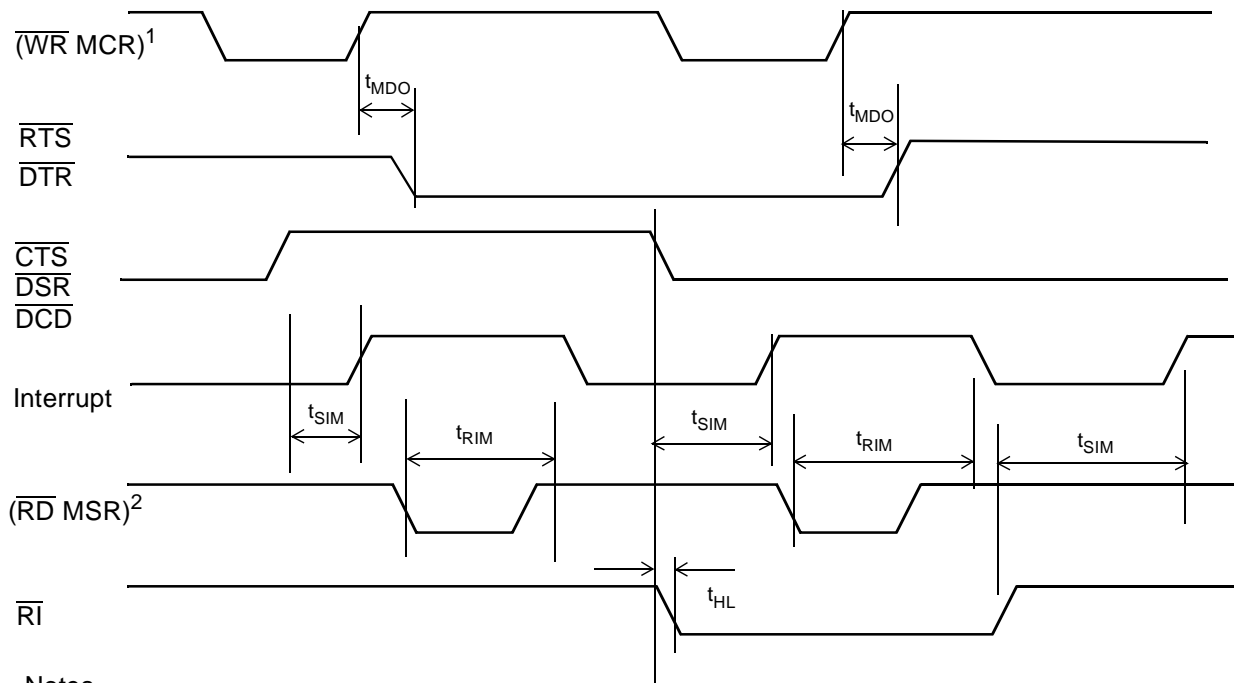 (WR MCR)1
tMDO
tMDO
RTS
DTR
CTS
DSR
DCD
Interrupt
tSIM
tRIM
tSIM
tRIM
tSIM
(RD MSR)2
tHL
RI